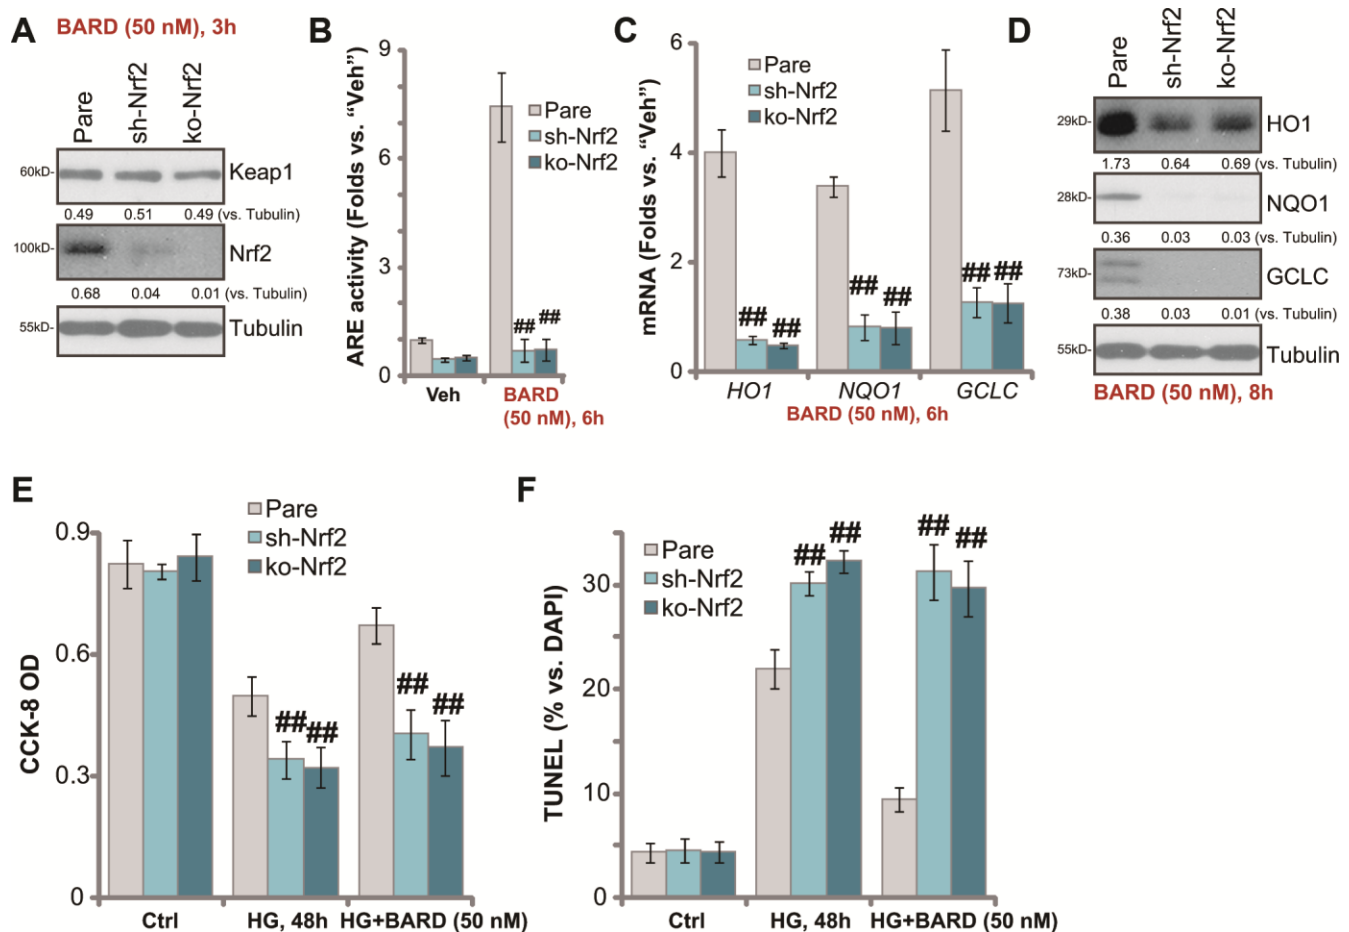 A
BARD (50 nM), 3h
Pare
sh-Nrf2
ko-Nrf2
60kD-
Keap1
0.49 0.51 0.49 (vs. Tubulin)
100kD-
Nrf2
0.68 0.04 0.01 (vs. Tubulin)
55kD-
Tubulin
B
ARE activity (Folds vs. “Veh”)
9
6
3
0
Pare
sh-Nrf2
ko-Nrf2
## ##
Veh
BARD
(50 nM), 6h
C
mRNA (Folds vs. “Veh”)
6
4
2
0
Pare
sh-Nrf2
ko-Nrf2
## ##
## ##
## ##
HO1 NQO1 GCLC
BARD (50 nM), 6h
D
Pare
sh-Nrf2
ko-Nrf2
29kD-
HO1
1.73 0.64 0.69 (vs. Tubulin)
28kD-
NQO1
0.36 0.03 0.03 (vs. Tubulin)
73kD-
GCLC
0.38 0.03 0.01 (vs. Tubulin)
55kD-
Tubulin
BARD (50 nM), 8h
E
CCK-8 OD
0.9
0.6
0.3
0
Pare
sh-Nrf2
ko-Nrf2
## ##
## ##
Ctrl HG, 48h HG+BARD (50 nM)
F
TUNEL (% vs. DAPI)
30
20
10
0
Pare
sh-Nrf2
ko-Nrf2
## ##
## ##
Ctrl HG, 48h HG+BARD (50 nM)